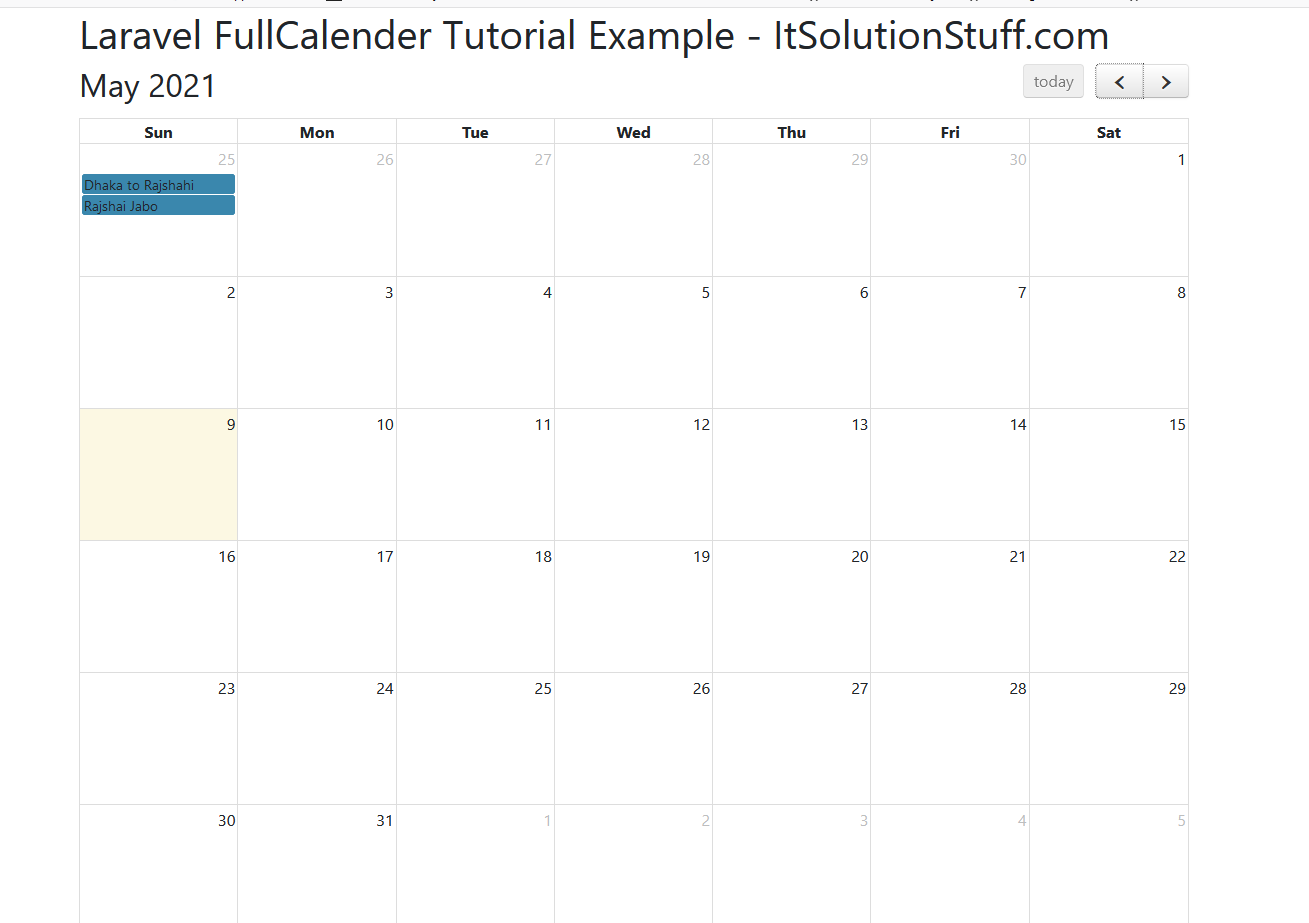 Laravel FullCalender Tutorial Example - ItSolutionStuff.com
May 2021
today
Sun Mon Tue Wed Thu Fri Sat
25 26 27 28 29 30 1
Dhaka to Rajshahi
Rajshai Jabo
2 3 4 5 6 7 8
9 10 11 12 13 14 15
16 17 18 19 20 21 22
23 24 25 26 27 28 29
30 31 1 2 3 4 5